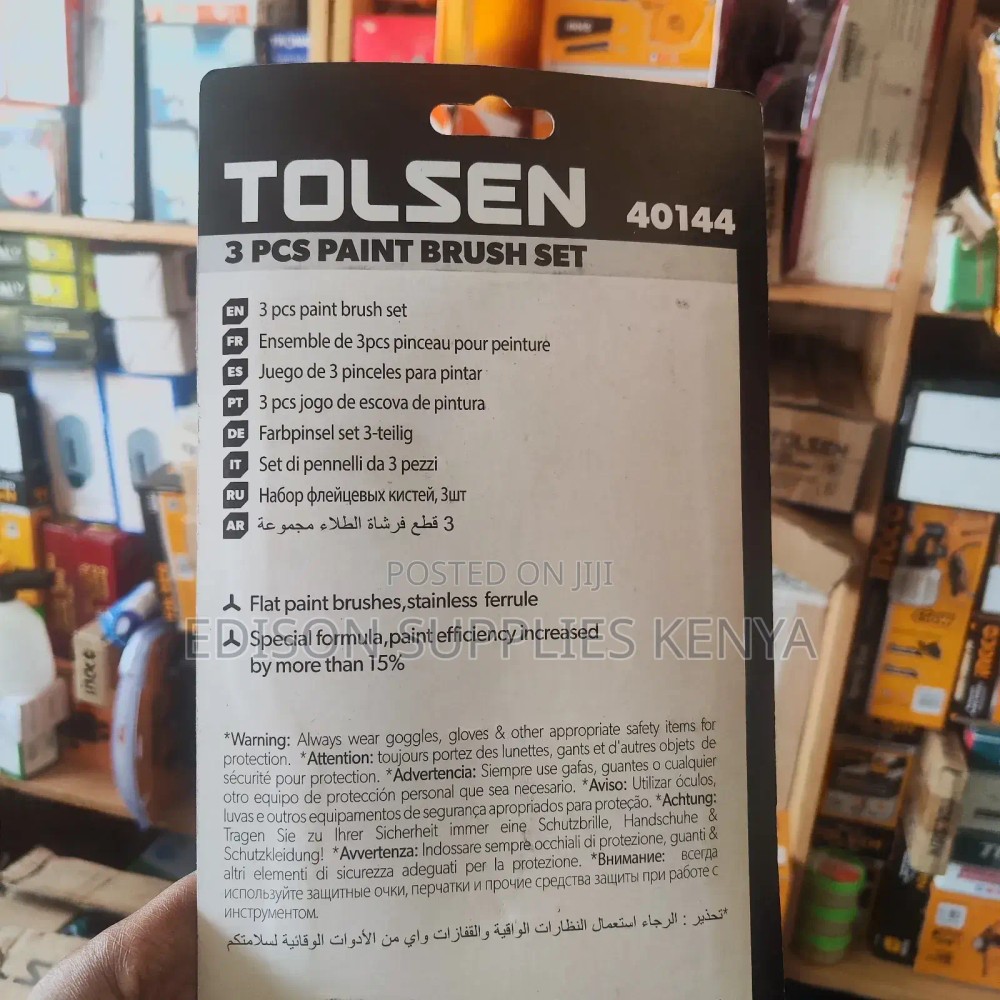 TOLSEN
40144
3 PCS PAINT BRUSH SET
EN 3 pcs paint brush set
FR Ensemble de 3pcs pinceau pour peinture
ES Juego de 3 pinceles para pintar
PT 3 pcs jogo de escova de pintura
DE Farbpinsel set 3-teilig
IT Set di pennelli da 3 pezzi
RU Набор флейцевых кистей, 3шт
AR 3 قطع فرشاة الطلاء مجموعة
POSTED ON JIJI
Flat paint brushes,stainless ferrule
EDISON SUPPLIES KENYA
Special formula,paint efficiency increased
by more than 15%
*Warning: Always wear goggles, gloves & other appropriate safety items for
protection. *Attention: toujours portez des lunettes, gants et d'autres objets de
sécurité pour protection. *Advertencia: Siempre use gafas, guantes o cualquier
otro equipo de protección personal que sea necesario. *Aviso: Utilizar óculos,
luvas e outros equipamentos de segurança apropriados para proteção. *Achtung:
Tragen Sie zu Ihrer Sicherheit immer eine Schutzbrille, Handschuhe &
Schutzkleidung! *Avvertenza: Indossare sempre occhiali di protezione, guanti &
altri elementi di sicurezza adeguati per la protezione. *Внимание: всегда
используйте защитные очки, перчатки и прочие средства защиты при работе с
инструментом.
*تحذير : الرجاء استعمال النظارات الواقية والقفازات واي من الأدوات الوقائية لسلامتكم
TOLSEN